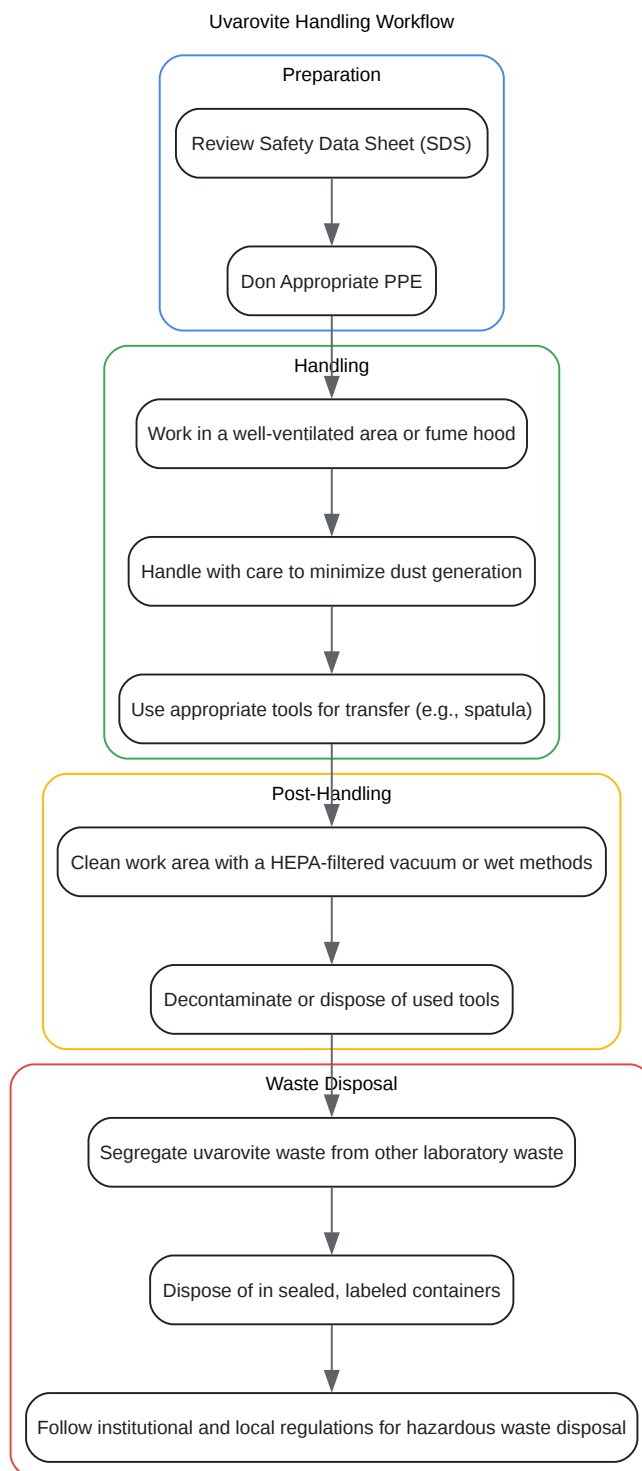 Uvarovite Handling Workflow
Preparation
Review Safety Data Sheet (SDS)
Don Appropriate PPE
Handling
Work in a well-ventilated area or fume hood
Handle with care to minimize dust generation
Use appropriate tools for transfer (e.g., spatula)
Post-Handling
Clean work area with a HEPA-filtered vacuum or wet methods
Decontaminate or dispose of used tools
Waste Disposal
Segregate uvarovite waste from other laboratory waste
Dispose of in sealed, labeled containers
Follow institutional and local regulations for hazardous waste disposal